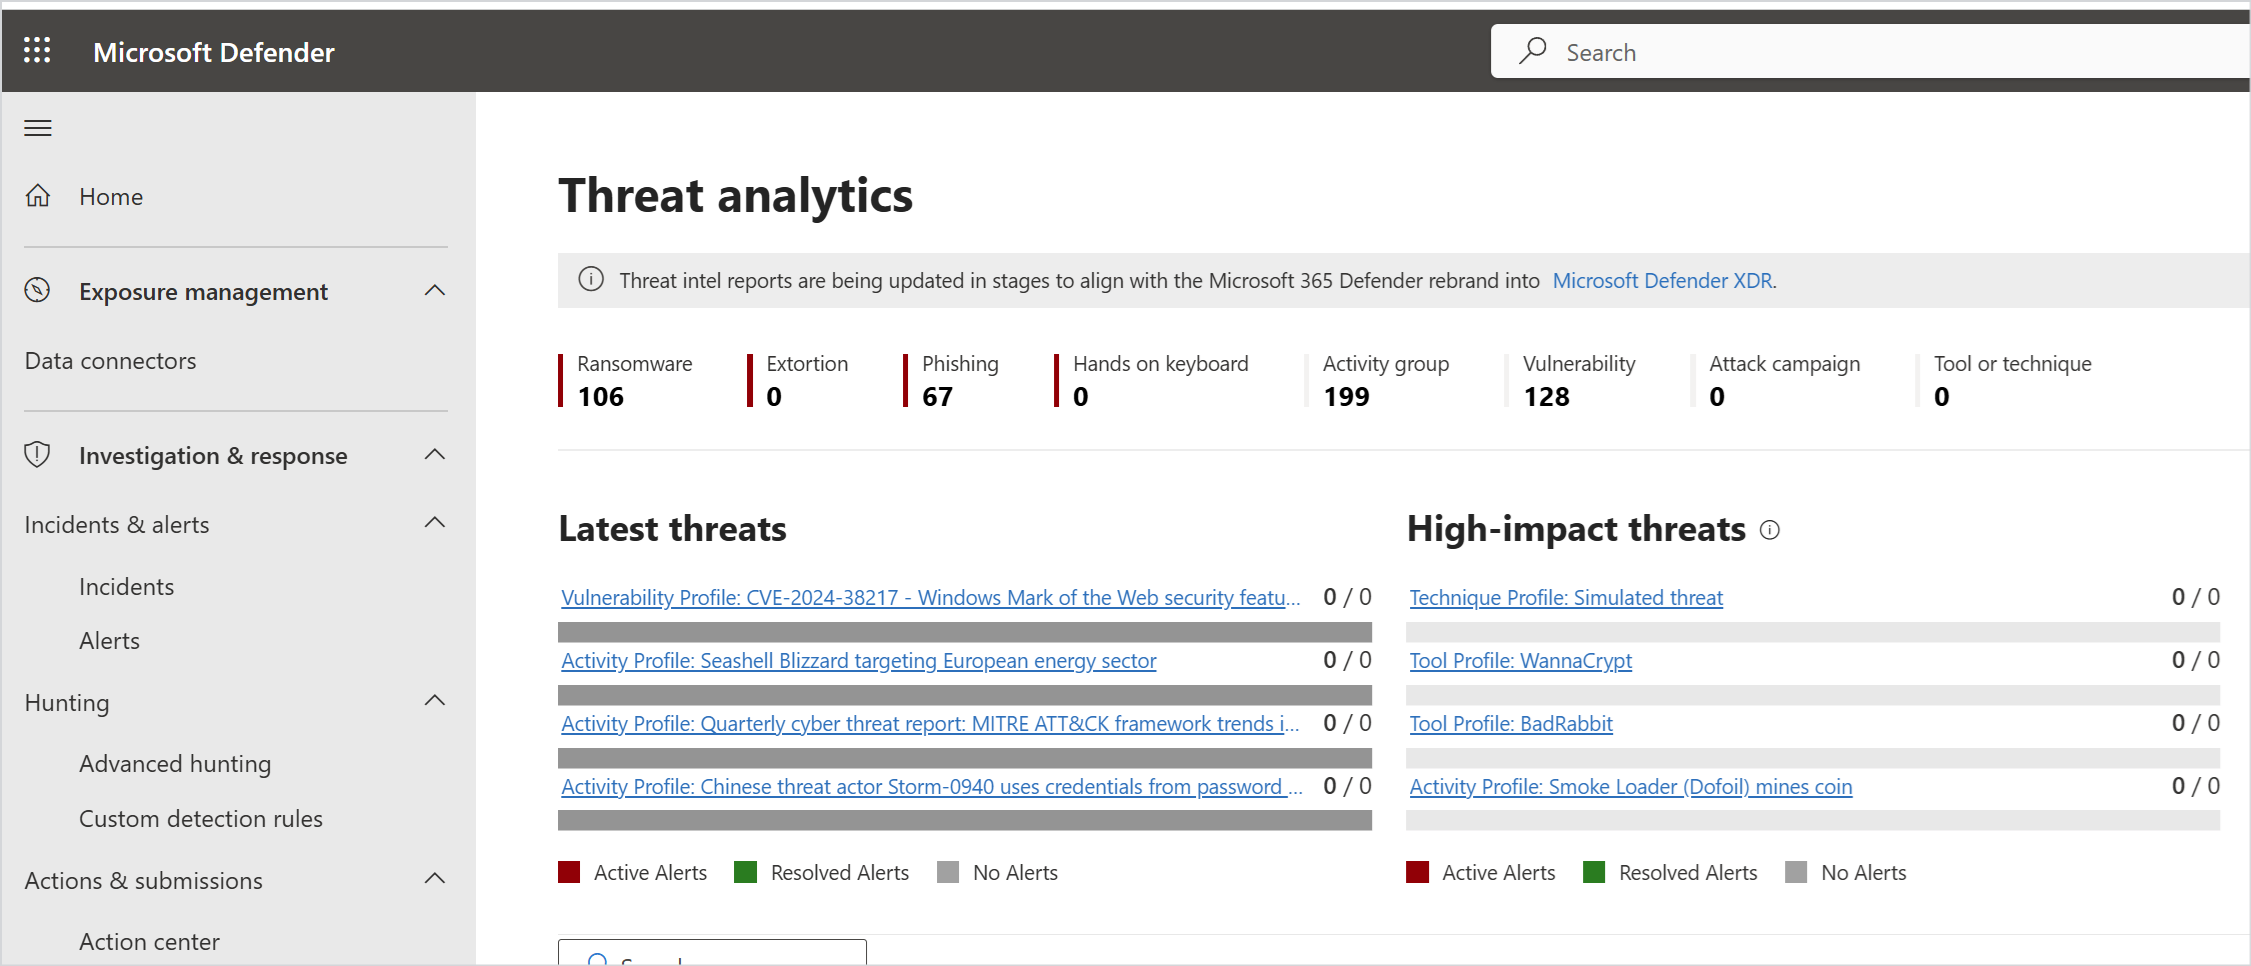 Microsoft Defender
Search
Home
Exposure management
Data connectors
Investigation & response
Incidents & alerts
Incidents
Alerts
Hunting
Advanced hunting
Custom detection rules
Actions & submissions
Action center
Threat analytics
Threat intel reports are being updated in stages to align with the Microsoft 365 Defender rebrand into Microsoft Defender XDR.
Ransomware
106
Extortion
0
Phishing
67
Hands on keyboard
0
Activity group
199
Vulnerability
128
Attack campaign
0
Tool or technique
0
Latest threats
Vulnerability Profile: CVE-2024-38217 - Windows Mark of the Web security featu... 0 / 0
Activity Profile: Seashell Blizzard targeting European energy sector 0 / 0
Activity Profile: Quarterly cyber threat report: MITRE ATT&CK framework trends i... 0 / 0
Activity Profile: Chinese threat actor Storm-0940 uses credentials from password ... 0 / 0
Active Alerts Resolved Alerts No Alerts
High-impact threats
Technique Profile: Simulated threat 0 / 0
Tool Profile: WannaCrypt 0 / 0
Tool Profile: BadRabbit 0 / 0
Activity Profile: Smoke Loader (Dofoil) mines coin 0 / 0
Active Alerts Resolved Alerts No Alerts